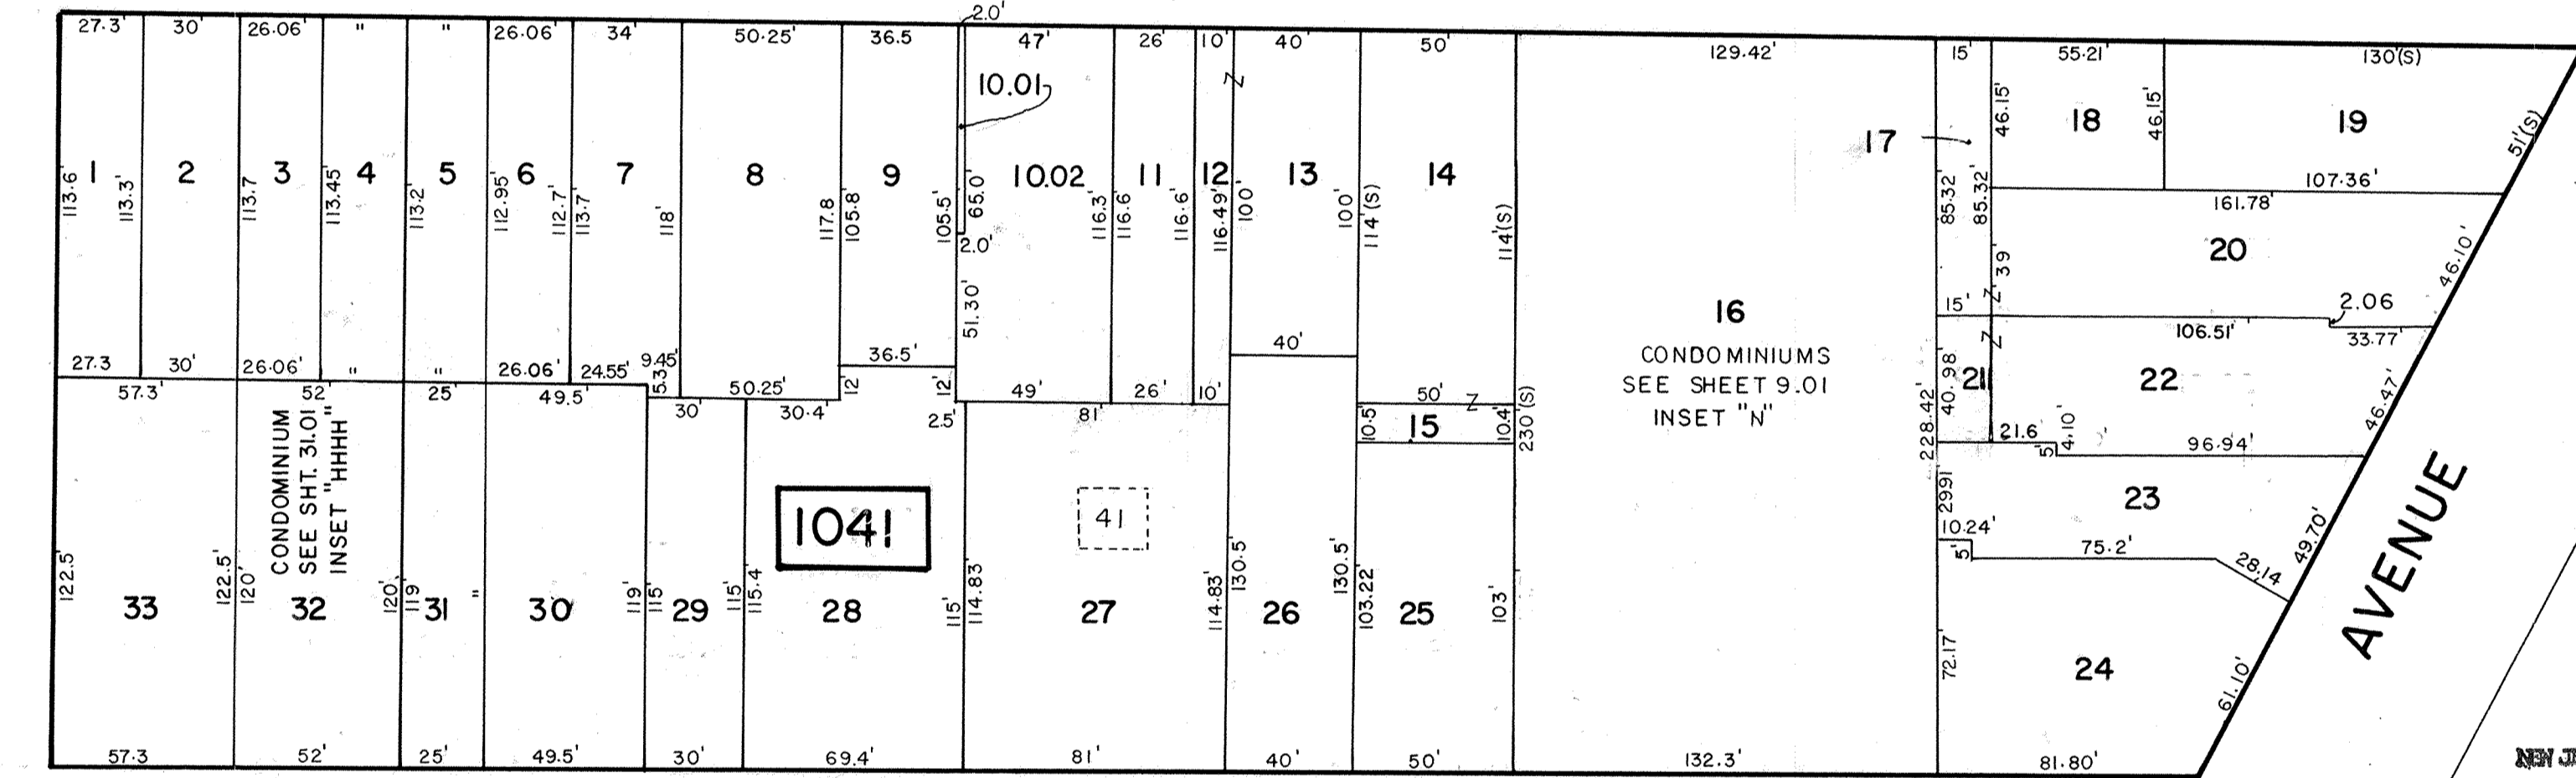 27.3' 30' 26.06' " " 26.06' 34' 50.25' 36.5 2.0' 47' 26' 10' 40' 50' 129.42' 15' 55.21' 130'(S)
10.01
1 2 3 4 5 6 7 8 9 10.02 11 12 13 14 17 18 19
113.6' 113.3' 113.7 113.45' 113.2' 112.95' 112.7' 113.7' 118' 117.8 105.8' 105.5' 65.0' 116.3' 116.6' 116.6' 116.49' 100' 100' 114'(S) 114'(S) 85.32' 85.32' 46.15' 46.15' 51'(S)
107.36'
161.78'
2.0'
51.30'
20
39
46.10'
16
CONDOMINIUMS
SEE SHEET 9.01
INSET "N"
15' 2.06
106.51' 33.77'
27.3 30' 26.06' " " 26.06' 24.55' 9.45' 5.3' 50.25' 36.5' 12' 12' 49' 26' 10' 40' 50'
57.3' 52' 25' 49.5' 30' 30.4' 2.5' 81'
Z Z Z Z
10.5' 15 10.4' 230'(S)
228.42' 40.98' 21 22 46.47'
21.6' 4.10' 5' 96.94'
CONDOMINIUM
SEE SHT. 31.01
INSET "HHHH"
1041
41
29.91 23
10.24' 5' 75.2' 28.14 49.70'
AVENUE
122.5' 122.5' 120' 120' 119' " 119' 115' 115' 115.4' 115' 114.83' 114.83' 130.5' 130.5' 103.22' 103'
33 32 31 30 29 28 27 26 25
72.17' 24 61.10'
57.3 52' 25' 49.5' 30' 69.4' 81' 40' 50' 132.3' 81.80'